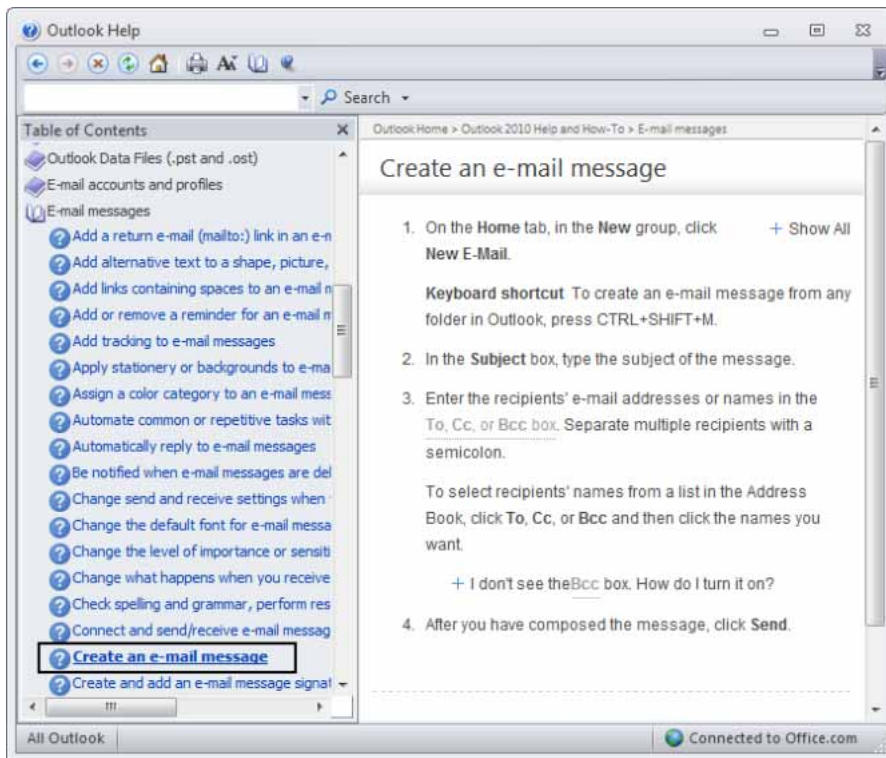 Outlook Help
Search
Table of Contents
Outlook Data Files (.pst and .ost)
E-mail accounts and profiles
E-mail messages
Add a return e-mail (mailto:) link in an e-n
Add alternative text to a shape, picture,
Add links containing spaces to an e-mail n
Add or remove a reminder for an e-mail m
Add tracking to e-mail messages
Apply stationery or backgrounds to e-ma
Assign a color category to an e-mail mess
Automate common or repetitive tasks wit
Automatically reply to e-mail messages
Be notified when e-mail messages are del
Change send and receive settings when
Change the default font for e-mail messa
Change the level of importance or sensiti
Change what happens when you receive
Check spelling and grammar, perform res
Connect and send/receive e-mail messag
Create an e-mail message
Create and add an e-mail message signat
Outlook Home > Outlook 2010 Help and How-To > E-mail messages
Create an e-mail message
1. On the Home tab, in the New group, click
+ Show All
New E-Mail.
Keyboard shortcut To create an e-mail message from any
folder in Outlook, press CTRL+SHIFT+M.
2. In the Subject box, type the subject of the message.
3. Enter the recipients' e-mail addresses or names in the
To, Cc, or Bcc box. Separate multiple recipients with a
semicolon.
To select recipients' names from a list in the Address
Book, click To, Cc, or Bcc and then click the names you
want.
+ I don't see theBcc box. How do I turn it on?
4. After you have composed the message, click Send.
All Outlook
Connected to Office.com